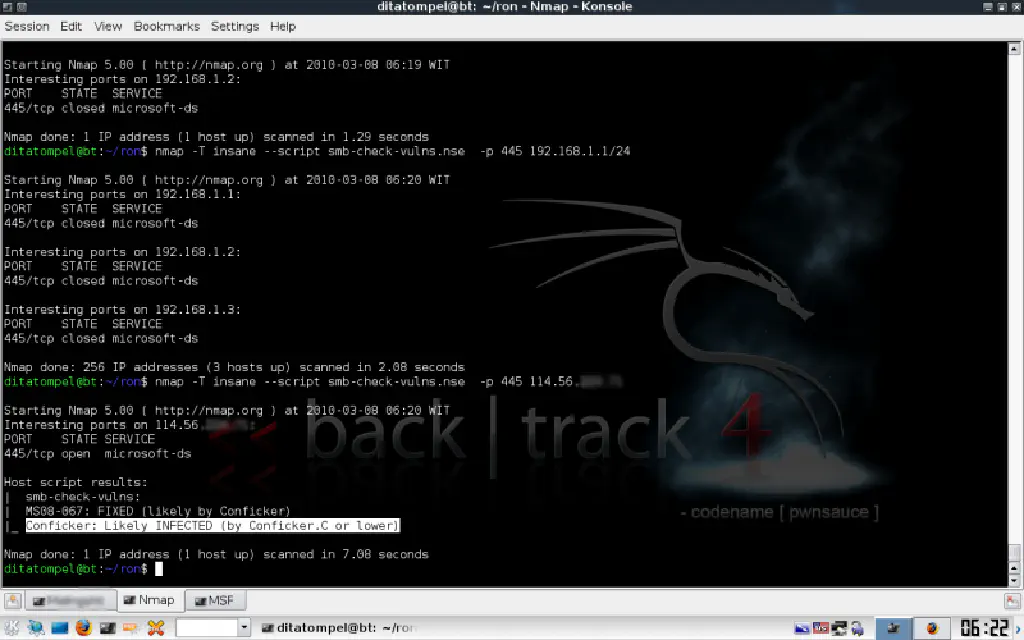 ditatompel@bt: ~/ron - Nmap - Konsole
Session Edit View Bookmarks Settings Help
Starting Nmap 5.00 ( http://nmap.org ) at 2010-03-08 06:19 WIT
Interesting ports on 192.168.1.2:
PORT    STATE  SERVICE
445/tcp closed microsoft-ds
Nmap done: 1 IP address (1 host up) scanned in 1.29 seconds
ditatompel@bt:~/ron$ nmap -T insane --script smb-check-vulns.nse  -p 445 192.168.1.1/24
Starting Nmap 5.00 ( http://nmap.org ) at 2010-03-08 06:20 WIT
Interesting ports on 192.168.1.1:
PORT    STATE  SERVICE
445/tcp closed microsoft-ds
Interesting ports on 192.168.1.2:
PORT    STATE  SERVICE
445/tcp closed microsoft-ds
Interesting ports on 192.168.1.3:
PORT    STATE  SERVICE
445/tcp closed microsoft-ds
Nmap done: 256 IP addresses (3 hosts up) scanned in 2.08 seconds
ditatompel@bt:~/ron$ nmap -T insane --script smb-check-vulns.nse  -p 445 114.56.
Starting Nmap 5.00 ( http://nmap.org ) at 2010-03-08 06:20 WIT
Interesting ports on 114.56.
PORT    STATE SERVICE
445/tcp open  microsoft-ds
Host script results:
|  smb-check-vulns:
|  MS08-067: FIXED (likely by Conficker)
|_ Conficker: Likely INFECTED (by Conficker.C or lower)
Nmap done: 1 IP address (1 host up) scanned in 7.08 seconds
ditatompel@bt:~/ron$
<< back | track 4
- codename [ pwnsauce ]
Nmap MSF
ditatompel@bt: ~/ron 06:22